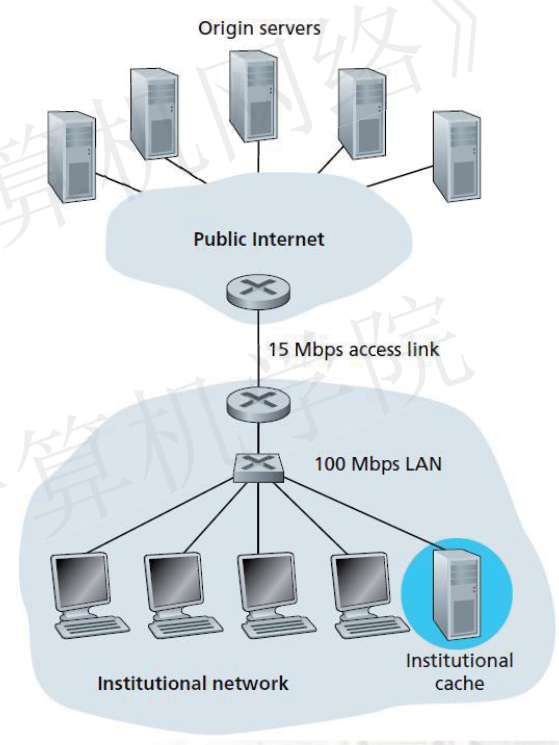 Origin servers
算机网络》
Public Internet
15 Mbps access link
算机学院
100 Mbps LAN
Institutional
cache
Institutional network